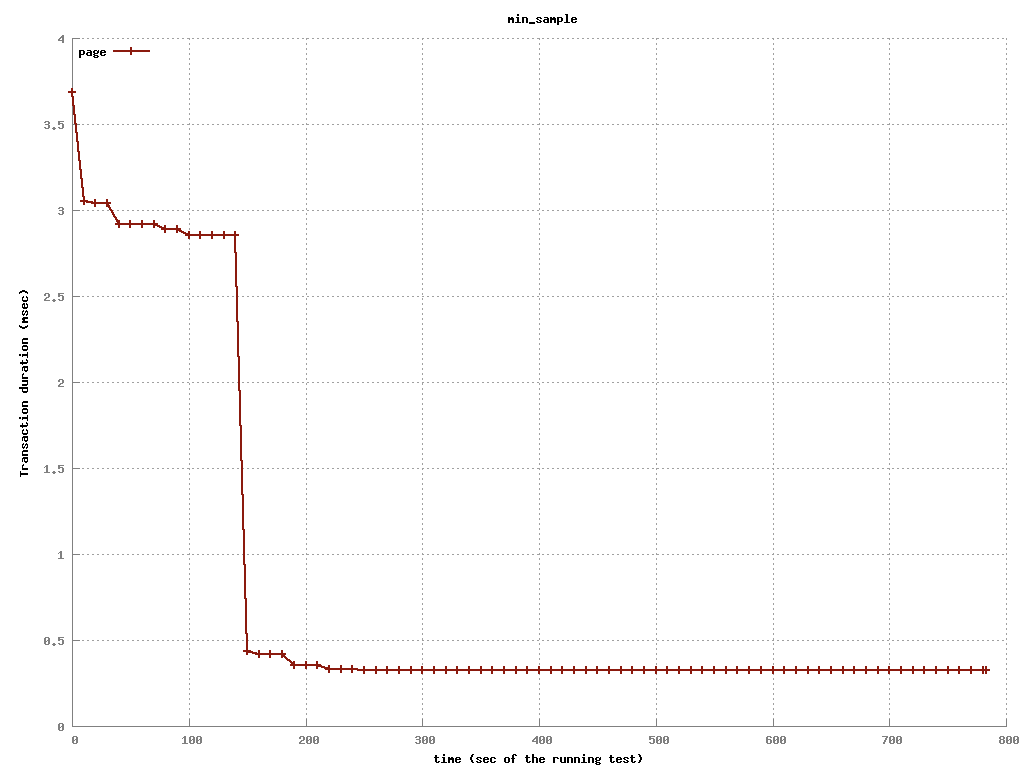 min_sample
page
4
3.5
3
2.5
2
1.5
1
0.5
0
Transaction duration (msec)
0 100 200 300 400 500 600 700 800
time (sec of the running test)